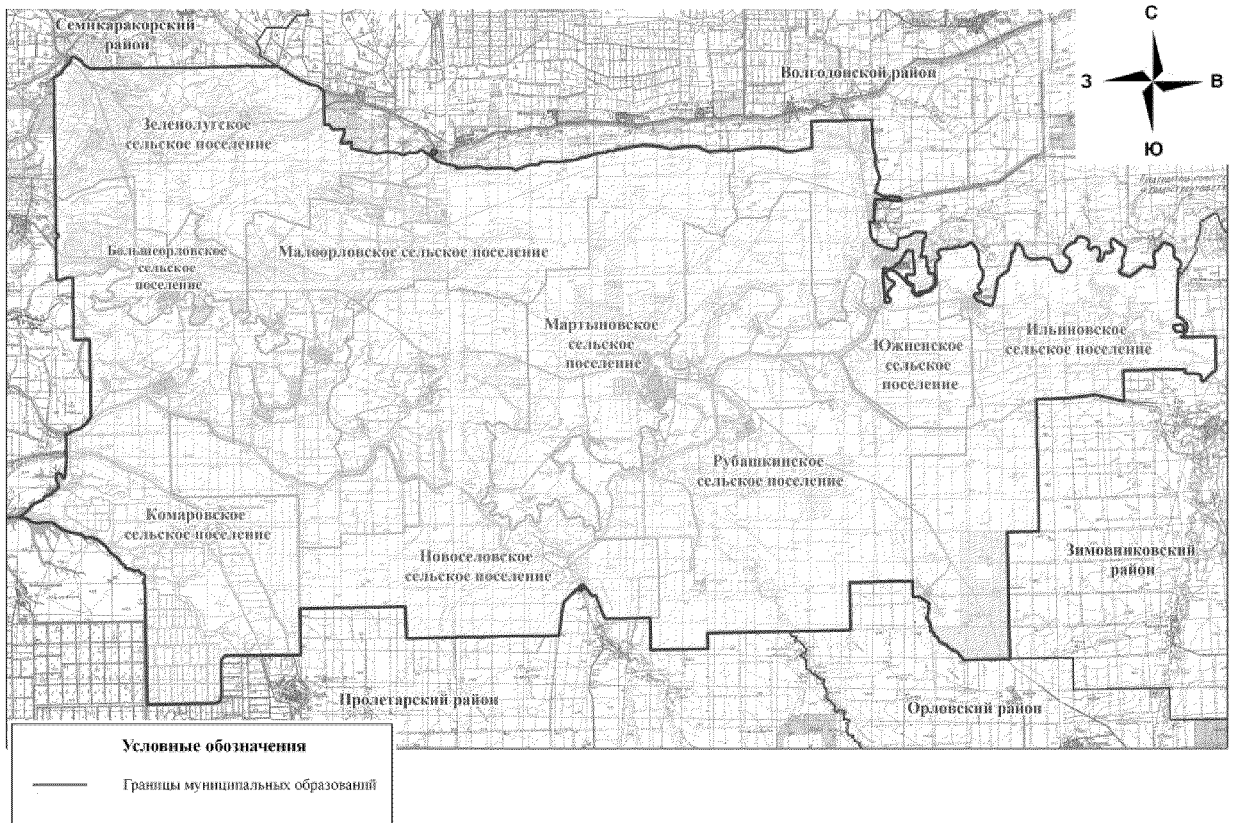 С
З
В
Ю
Семикаракорский
район
Волгодонской район
Зеленолугское
сельское поселение
Большеорловское
сельское
поселение
Малоорловское сельское поселение
Мартыновское
сельское
поселение
Южненское
сельское
поселение
Ильиновское
сельское поселение
Рубашкинское
сельское поселение
Комаровское
сельское поселение
Новоселовское
сельское поселение
Зимовниковский
район
Пролетарский район
Орловский район
Условные обозначения
Границы муниципальных образований